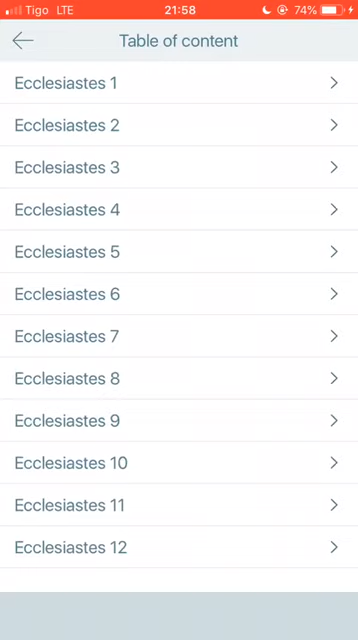 Tigo LTE 21:58 74%
Table of content
Ecclesiastes 1
Ecclesiastes 2
Ecclesiastes 3
Ecclesiastes 4
Ecclesiastes 5
Ecclesiastes 6
Ecclesiastes 7
Ecclesiastes 8
Ecclesiastes 9
Ecclesiastes 10
Ecclesiastes 11
Ecclesiastes 12